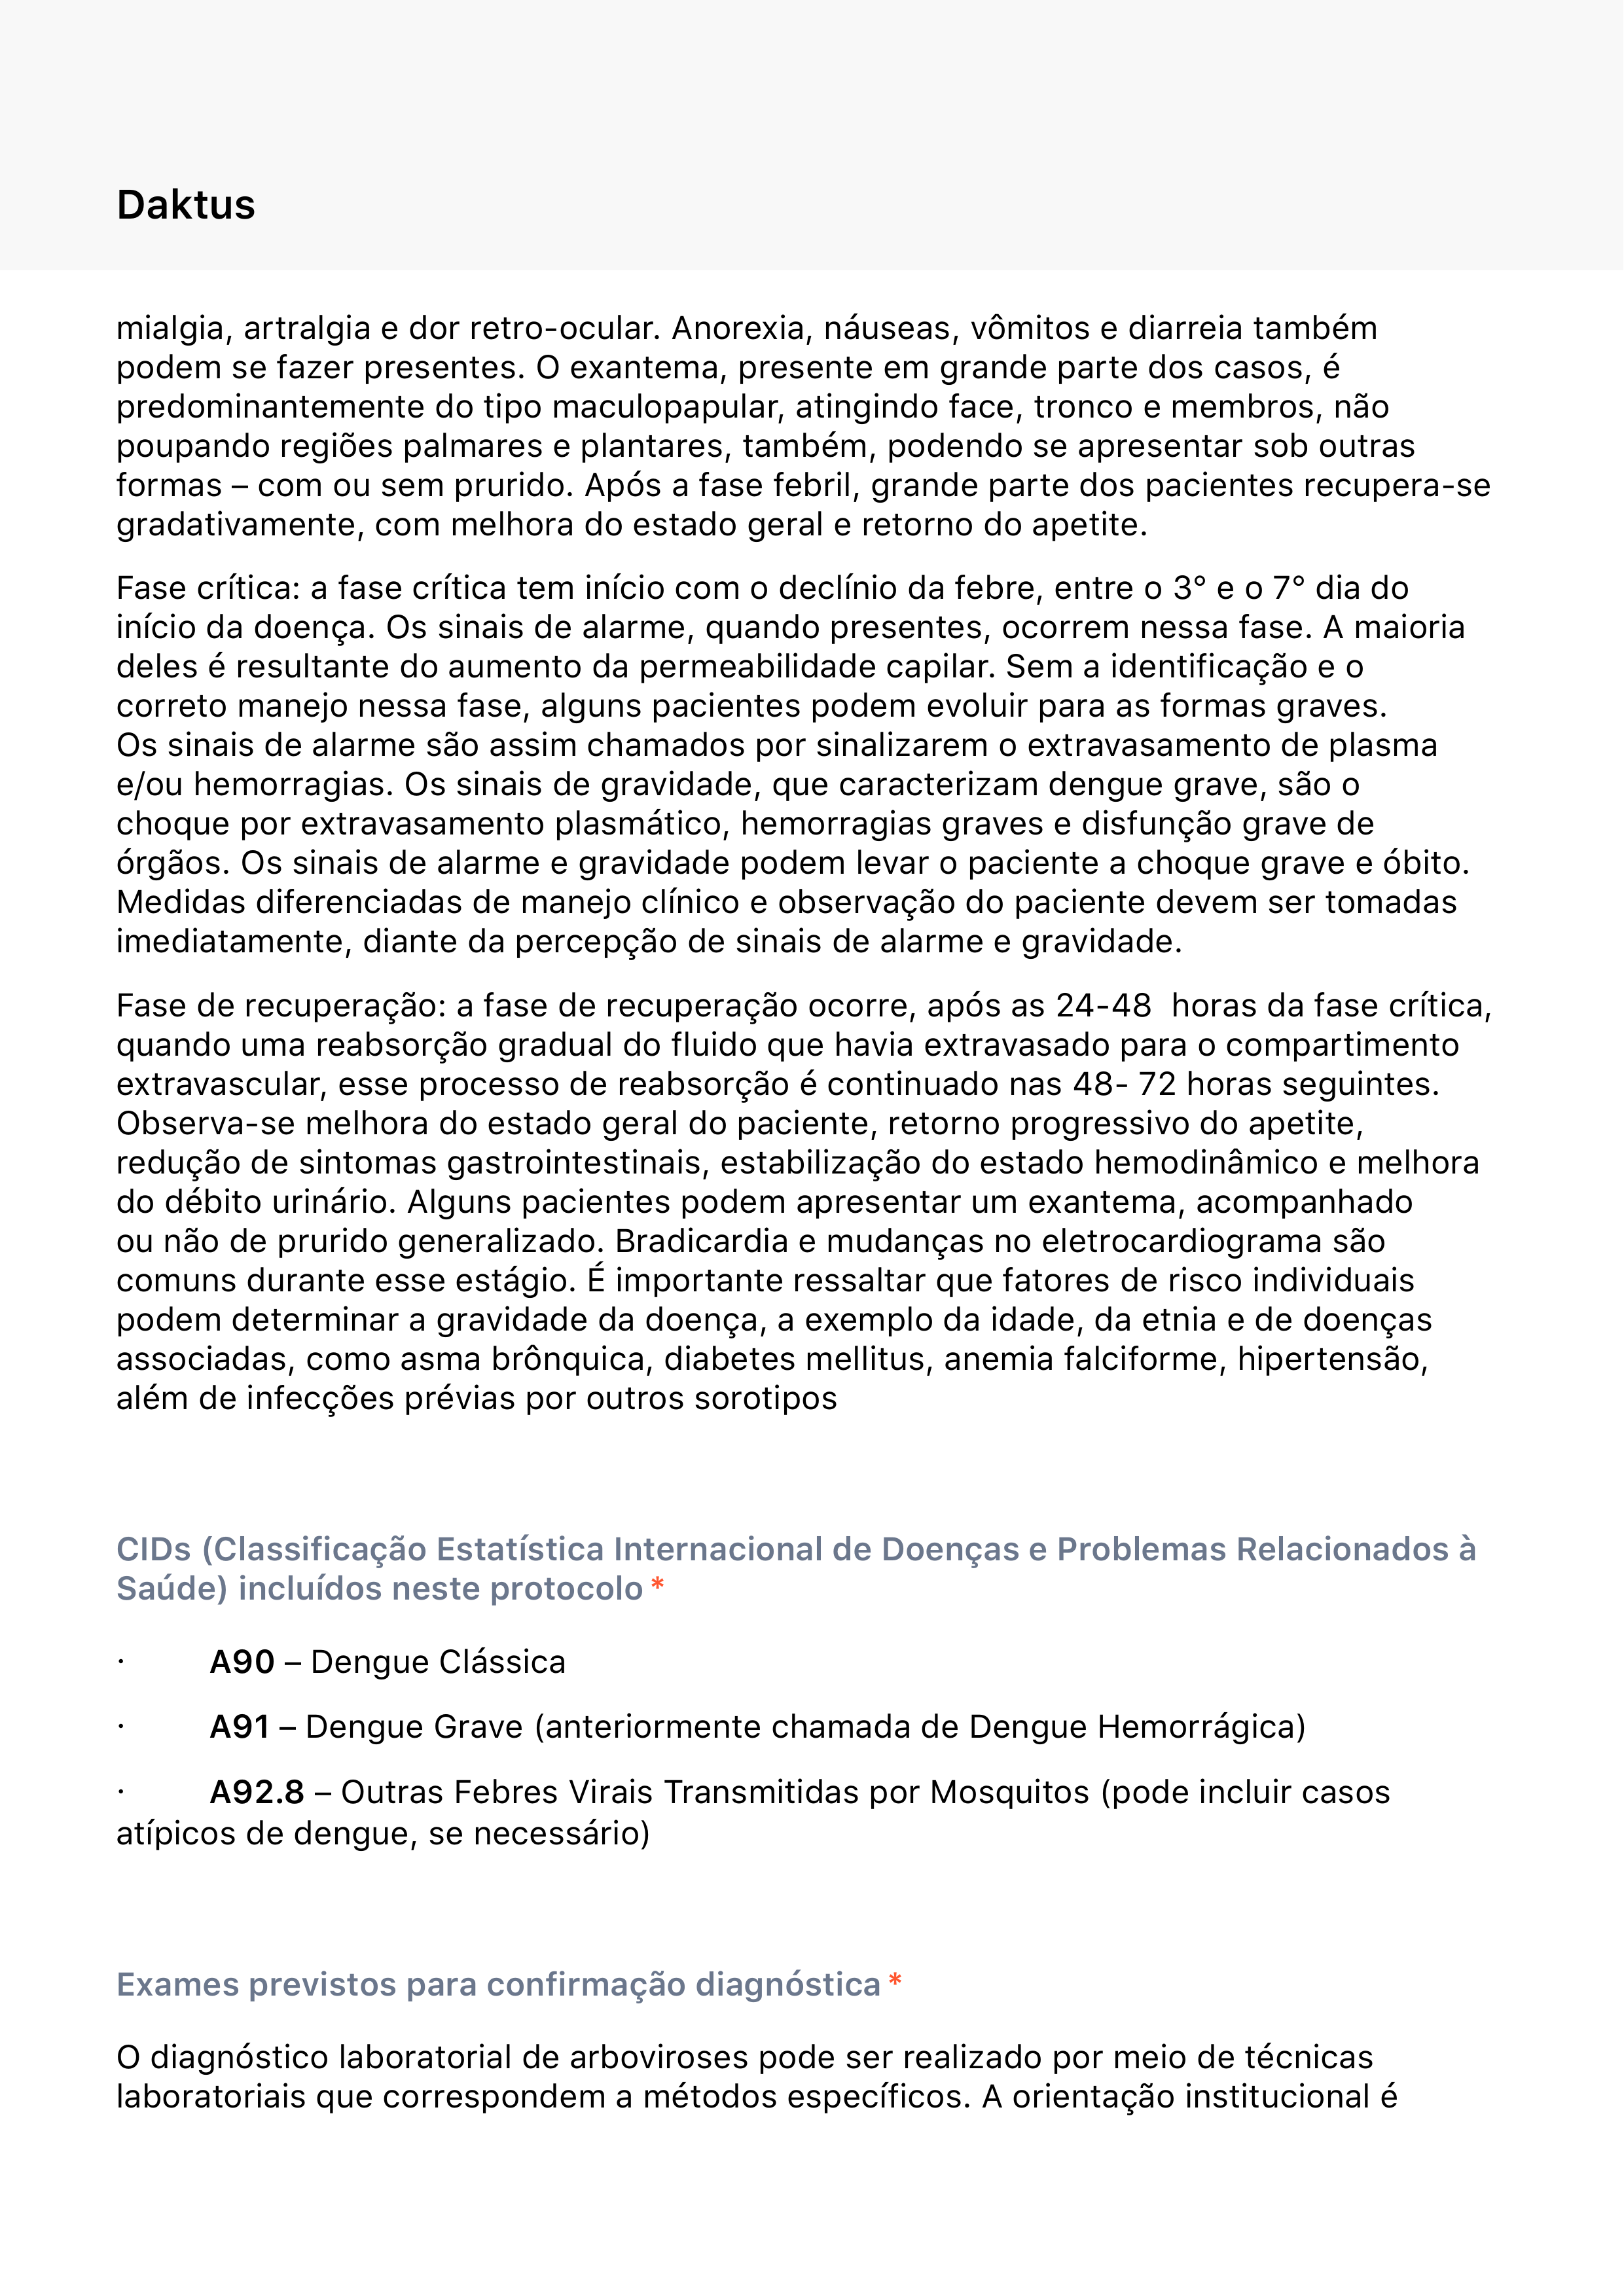 Daktus
mialgia, artralgia e dor retro-ocular. Anorexia, náuseas, vômitos e diarreia também
podem se fazer presentes. O exantema, presente em grande parte dos casos, é
predominantemente do tipo maculopapular, atingindo face, tronco e membros, não
poupando regiões palmares e plantares, também, podendo se apresentar sob outras
formas – com ou sem prurido. Após a fase febril, grande parte dos pacientes recupera-se
gradativamente, com melhora do estado geral e retorno do apetite.
Fase crítica: a fase crítica tem início com o declínio da febre, entre o 3° e o 7° dia do
início da doença. Os sinais de alarme, quando presentes, ocorrem nessa fase. A maioria
deles é resultante do aumento da permeabilidade capilar. Sem a identificação e o
correto manejo nessa fase, alguns pacientes podem evoluir para as formas graves.
Os sinais de alarme são assim chamados por sinalizarem o extravasamento de plasma
e/ou hemorragias. Os sinais de gravidade, que caracterizam dengue grave, são o
choque por extravasamento plasmático, hemorragias graves e disfunção grave de
órgãos. Os sinais de alarme e gravidade podem levar o paciente a choque grave e óbito.
Medidas diferenciadas de manejo clínico e observação do paciente devem ser tomadas
imediatamente, diante da percepção de sinais de alarme e gravidade.
Fase de recuperação: a fase de recuperação ocorre, após as 24-48  horas da fase crítica,
quando uma reabsorção gradual do fluido que havia extravasado para o compartimento
extravascular, esse processo de reabsorção é continuado nas 48- 72 horas seguintes.
Observa-se melhora do estado geral do paciente, retorno progressivo do apetite,
redução de sintomas gastrointestinais, estabilização do estado hemodinâmico e melhora
do débito urinário. Alguns pacientes podem apresentar um exantema, acompanhado
ou não de prurido generalizado. Bradicardia e mudanças no eletrocardiograma são
comuns durante esse estágio. É importante ressaltar que fatores de risco individuais
podem determinar a gravidade da doença, a exemplo da idade, da etnia e de doenças
associadas, como asma brônquica, diabetes mellitus, anemia falciforme, hipertensão,
além de infecções prévias por outros sorotipos
CIDs (Classificação Estatística Internacional de Doenças e Problemas Relacionados à
Saúde) incluídos neste protocolo *
· A90 – Dengue Clássica
· A91 – Dengue Grave (anteriormente chamada de Dengue Hemorrágica)
· A92.8 – Outras Febres Virais Transmitidas por Mosquitos (pode incluir casos
atípicos de dengue, se necessário)
Exames previstos para confirmação diagnóstica *
O diagnóstico laboratorial de arboviroses pode ser realizado por meio de técnicas
laboratoriais que correspondem a métodos específicos. A orientação institucional é